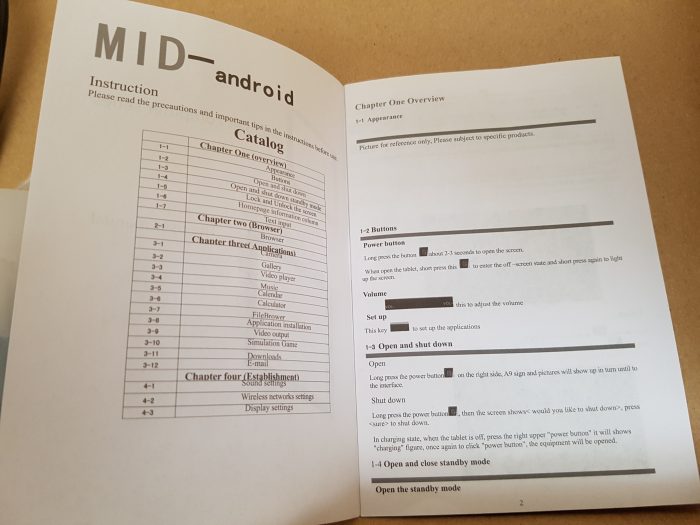 MID-android
Instruction
Please read the precautions and important tips in the instructions before use.
Catalog
Chapter One (overview)
1-1 Appearance
1-2 Buttons
1-3 Open and shut down
1-4 Open and shut down standby mode
1-5 Lock and Unlock the screen
1-6 Homepage information column
1-7 Text input
Chapter two (Browser)
2-1 Browser
Chapter three( Applications)
3-1 Camera
3-2 Gallery
3-3 Video player
3-4 Music
3-5 Calendar
3-6 Calculator
3-7 FileBrower
3-8 Application installation
3-9 Video output
3-10 Simulation Game
3-11 Downloads
3-12 E-mail
Chapter four (Establishment)
4-1 Sound settings
4-2 Wireless networks settings
4-3 Display settings
Chapter One Overview
1-1 Appearance
Picture for reference only, Please subject to specific products.
1-2 Buttons
Power button
Long press the button about 2-3 seconds to open the screen.
When open the tablet, short press this to enter the off -screen state and short press again to light
up the screen.
Volume
this to adjust the volume
Set up
This key to set up the applications
1-3 Open and shut down
Open
Long press the power button on the right side, A9 sign and pictures will show up in turn until to
the interface.
Shut down
Long press the power button , then the screen shows< would you like to shut down>, press
<sure> to shut down.
In charging state, when the tablet is off, press the right upper "power button" it will shows
"charging" figure, once again to click "power button", the equipment will be opened.
1-4 Open and close standby mode
Open the standby mode
2